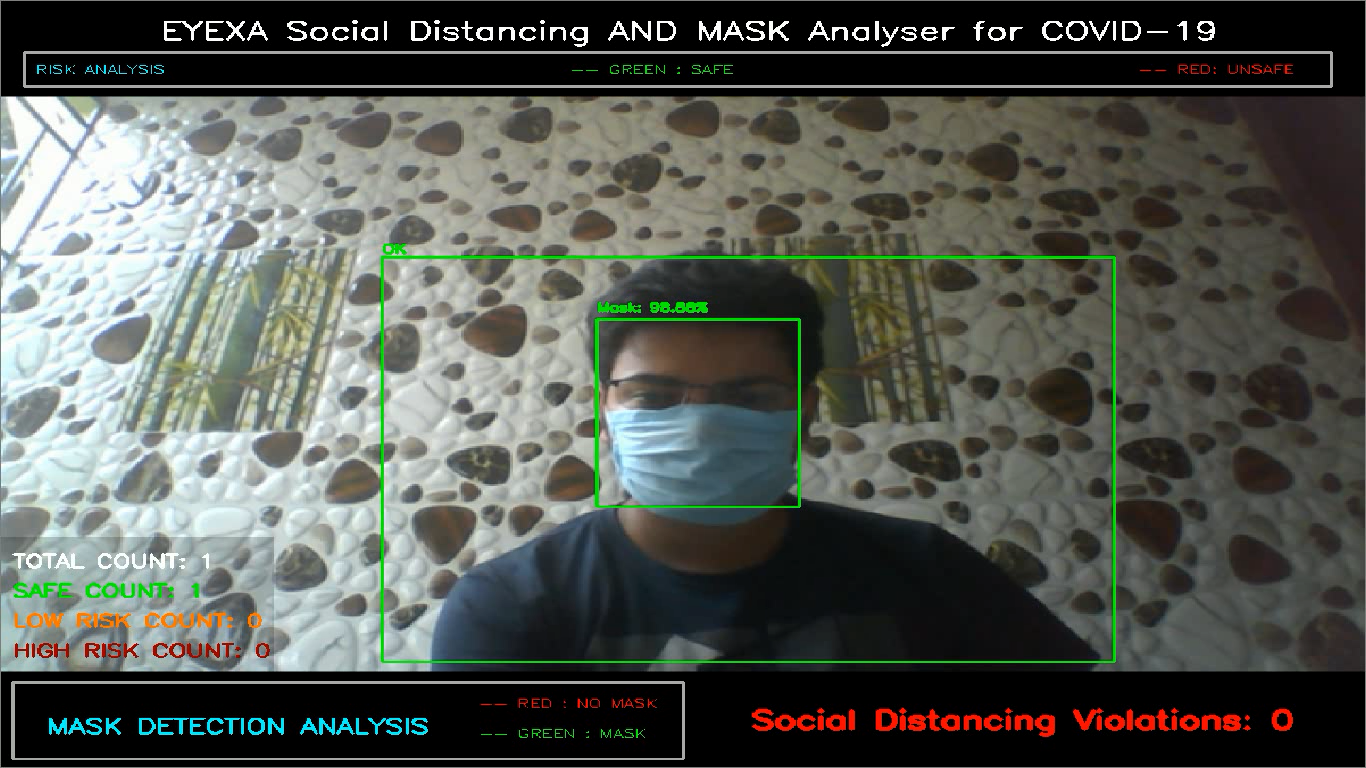 EYEXA Social Distancing AND MASK Analyser for COVID-19
RISK ANALYSIS
-- GREEN : SAFE
-- RED: UNSAFE
OK
Mask:
TOTAL COUNT: 1
SAFE COUNT: 1
LOW RISK COUNT: 0
HIGH RISK COUNT: 0
MASK DETECTION ANALYSIS
-- RED : NO MASK
-- GREEN : MASK
Social Distancing Violations: 0